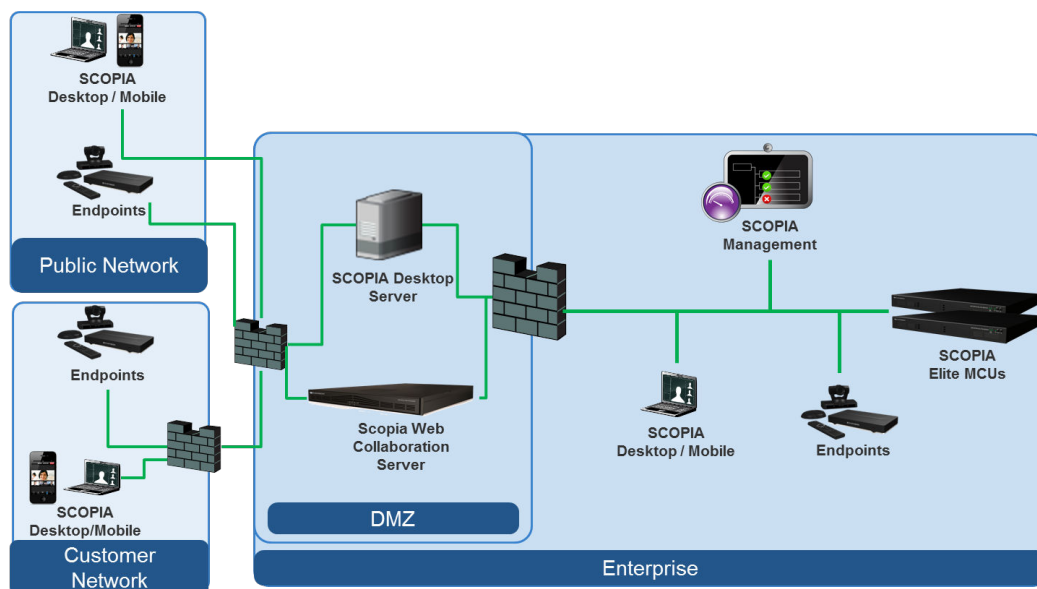 SCOPIA
Desktop / Mobile
Endpoints
Public Network
Endpoints
SCOPIA
Desktop/Mobile
Customer
Network
SCOPIA Desktop
Server
Scopia Web
Collaboration
Server
DMZ
SCOPIA
Management
SCOPIA
Elite MCUs
SCOPIA
Desktop / Mobile
Endpoints
Enterprise